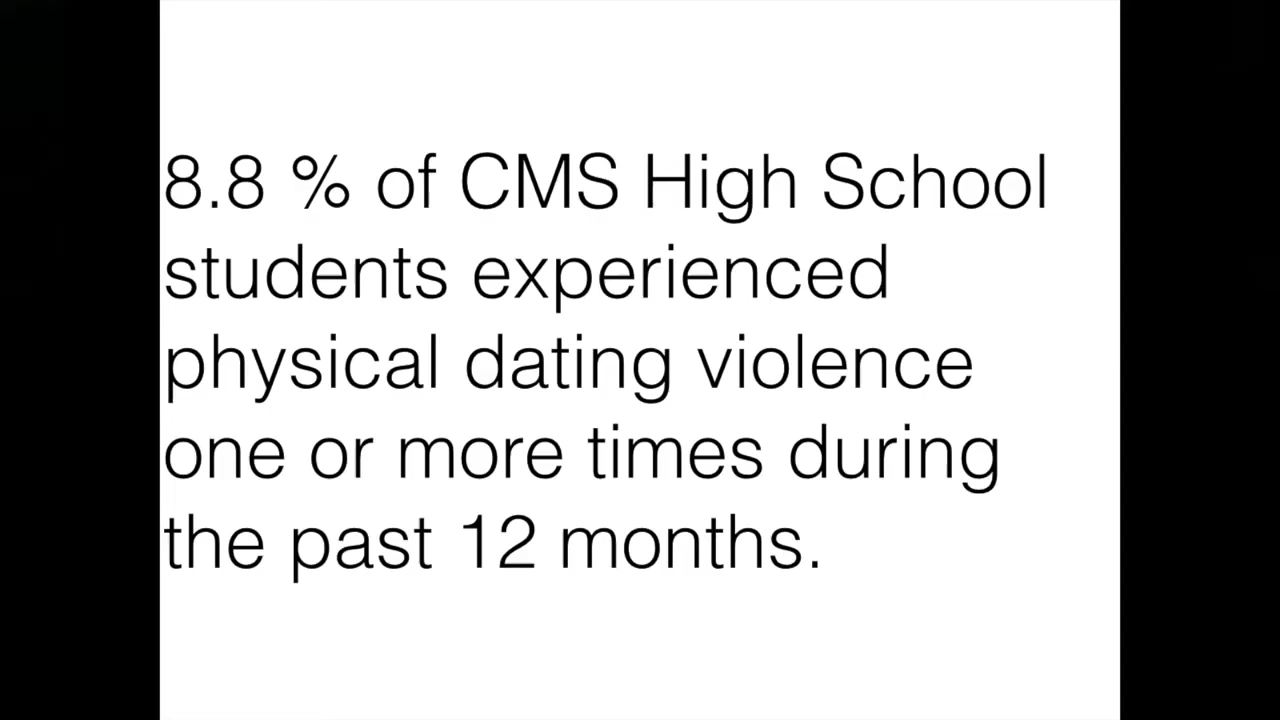 8.8 % of CMS High School
students experienced
physical dating violence
one or more times during
the past 12 months.